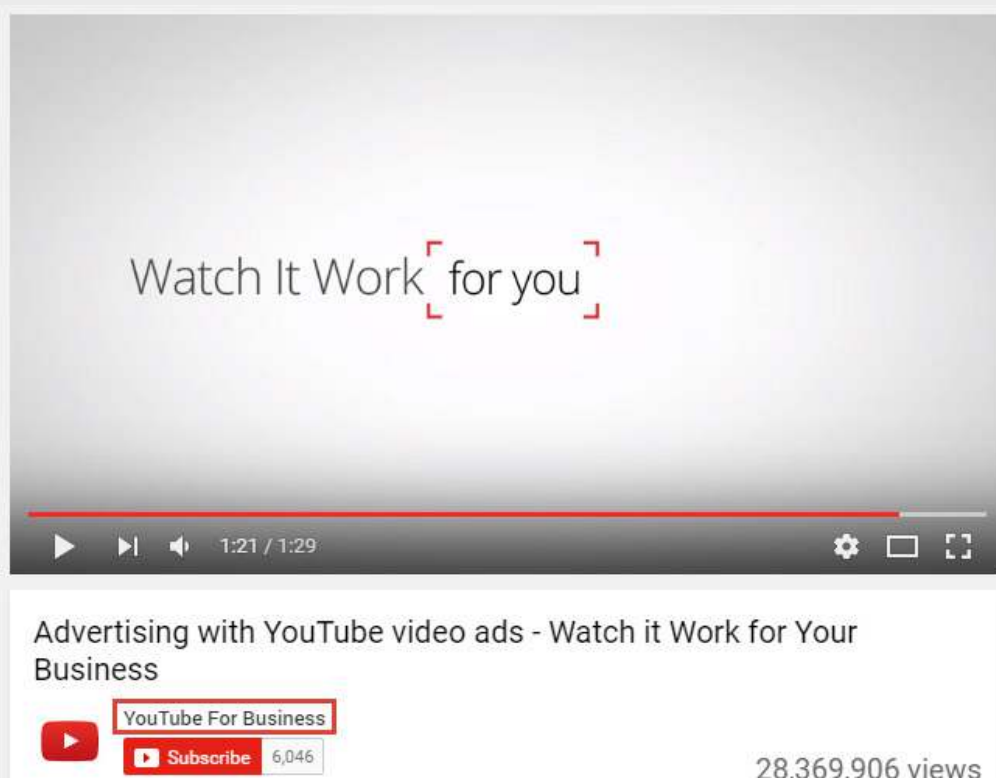 Watch It Work for you
1:21 / 1:29
Advertising with YouTube video ads - Watch it Work for Your
Business
YouTube For Business
Subscribe 6,046
28,369,906 views